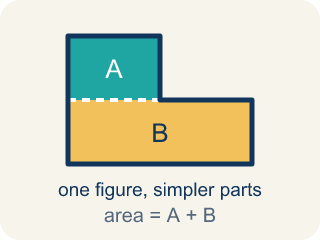 A
B
one figure, simpler parts
area = A + B